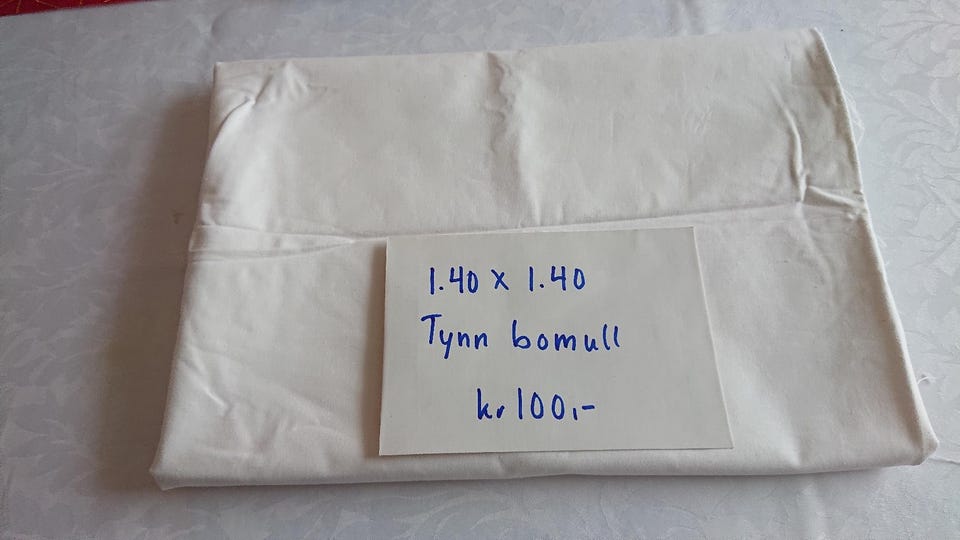 1.40 x 1.40
Tynn bomull
kr 100,-